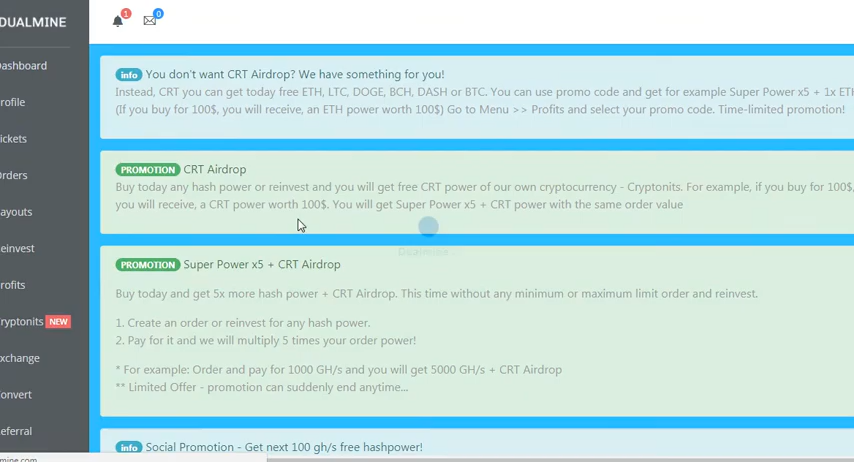 DUALMINE
1
0
ashboard
rofile
ickets
Orders
ayouts
einvest
rofits
ryptonits NEW
xchange
onvert
eferral
info You don't want CRT Airdrop? We have something for you!
Instead, CRT you can get today free ETH, LTC, DOGE, BCH, DASH or BTC. You can use promo code and get for example Super Power x5 + 1x ETH
(If you buy for 100$, you will receive, an ETH power worth 100$) Go to Menu >> Profits and select your promo code. Time-limited promotion!
PROMOTION CRT Airdrop
Buy today any hash power or reinvest and you will get free CRT power of our own cryptocurrency - Cryptonits. For example, if you buy for 100$,
you will receive, a CRT power worth 100$. You will get Super Power x5 + CRT power with the same order value
Dualmine
PROMOTION Super Power x5 + CRT Airdrop
Buy today and get 5x more hash power + CRT Airdrop. This time without any minimum or maximum limit order and reinvest.
1. Create an order or reinvest for any hash power.
2. Pay for it and we will multiply 5 times your order power!
* For example: Order and pay for 1000 GH/s and you will get 5000 GH/s + CRT Airdrop
** Limited Offer - promotion can suddenly end anytime...
info Social Promotion - Get next 100 gh/s free hashpower!
mine.com